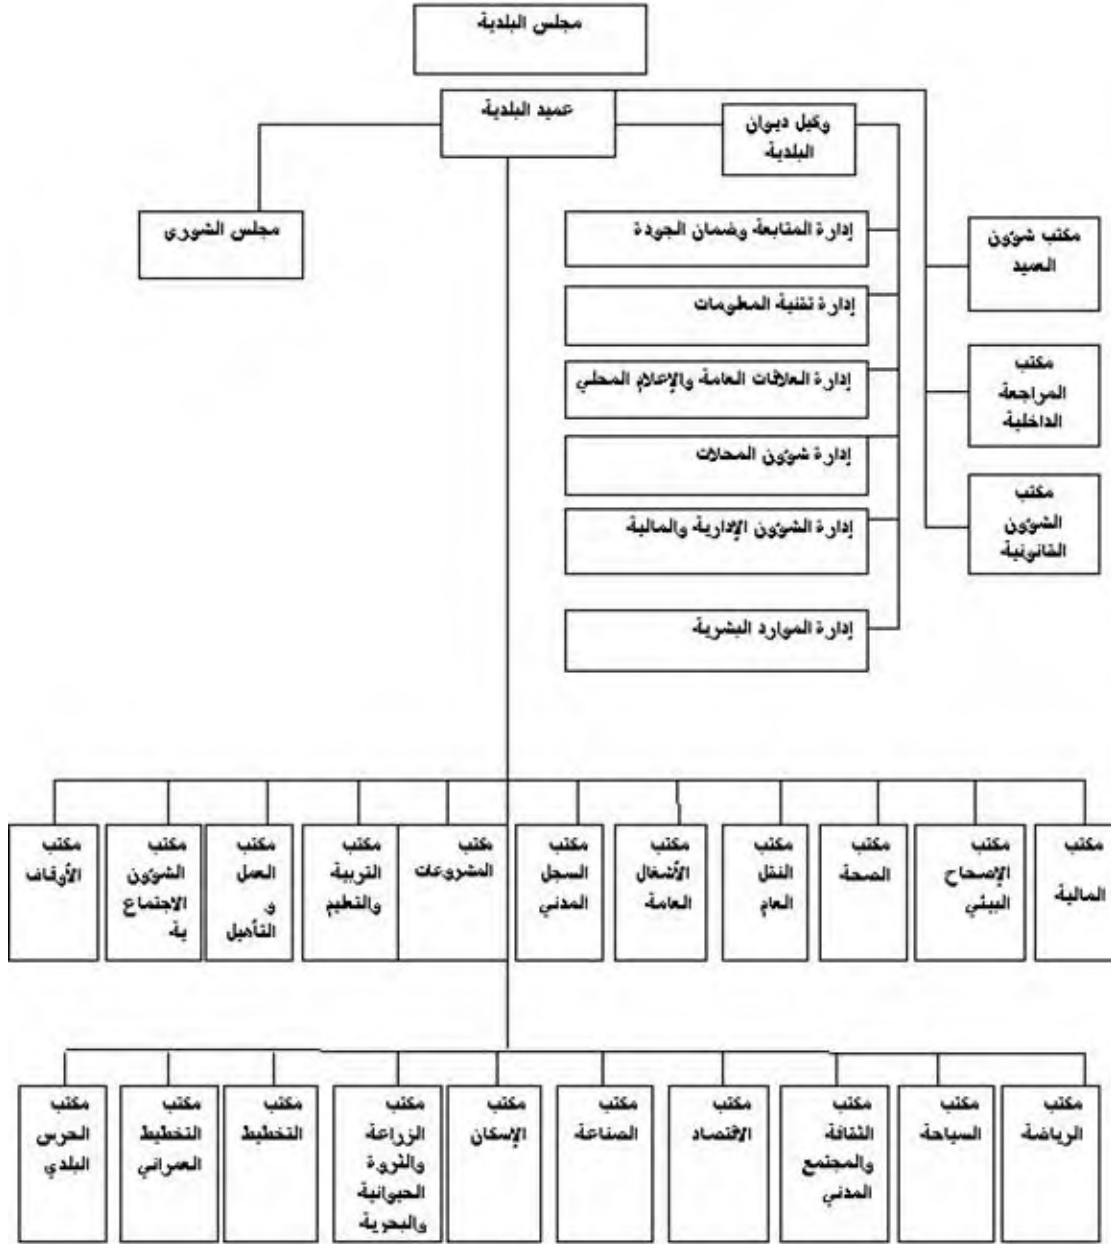 مجلس البلدية
عميد البلدية
وكيل ديوان
البلدية
مجلس الشورى
مكتب شؤون
العميد
مكتب
المراجعة
الداخلية
مكتب
الشؤون
القانونية
إدارة المتابعة وضمان الجودة
إدارة تقنية المعلومات
إدارة العلاقات العامة والإعلام المحلي
إدارة شؤون المحلات
إدارة الشؤون الإدارية والمالية
إدارة الموارد البشرية
مكتب
المالية
مكتب
الإصحاح
البيئي
مكتب
الصحة
مكتب
النقل
العام
مكتب
الأشغال
العامة
مكتب
السجل
المدني
مكتب
المشروعات
مكتب
التربية
والتعليم
مكتب
العمل
و
التأهيل
مكتب
الشؤون
الاجتماع
ية
مكتب
الأوقاف
مكتب
الرياضة
مكتب
السياحة
مكتب
الثقافة
والمجتمع
المدني
مكتب
الاقتصاد
مكتب
الصناعة
مكتب
الإسكان
مكتب
الزراعة
والثروة
الحيوانية
والبحرية
مكتب
التخطيط
مكتب
التخطيط
العمراني
مكتب
الحرس
البلدي